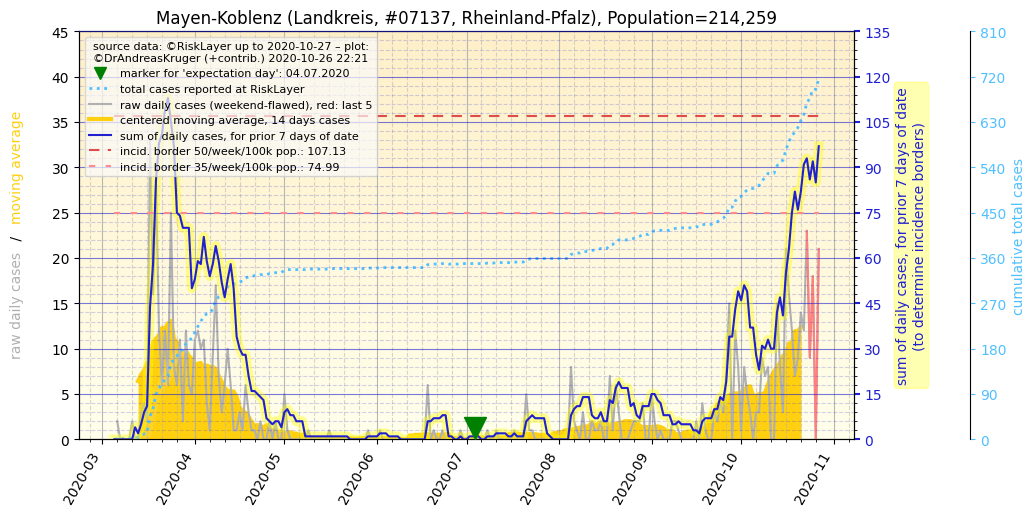 Mayen-Koblenz (Landkreis, #07137, Rheinland-Pfalz), Population=214,259
source data: ©RiskLayer up to 2020-10-27 – plot:
©DrAndreasKruger (+contrib.) 2020-10-26 22:21
marker for 'expectation day': 04.07.2020
total cases reported at RiskLayer
raw daily cases (weekend-flawed), red: last 5
centered moving average, 14 days cases
sum of daily cases, for prior 7 days of date
incid. border 50/week/100k pop.: 107.13
incid. border 35/week/100k pop.: 74.99
raw daily cases / moving average
45
40
35
30
25
20
15
10
5
0
2020-03
2020-04
2020-05
2020-06
2020-07
2020-08
2020-09
2020-10
2020-11
135
120
105
90
75
60
45
30
15
0
sum of daily cases, for prior 7 days of date
(to determine incidence borders)
810
720
630
540
450
360
270
180
90
0
cumulative total cases